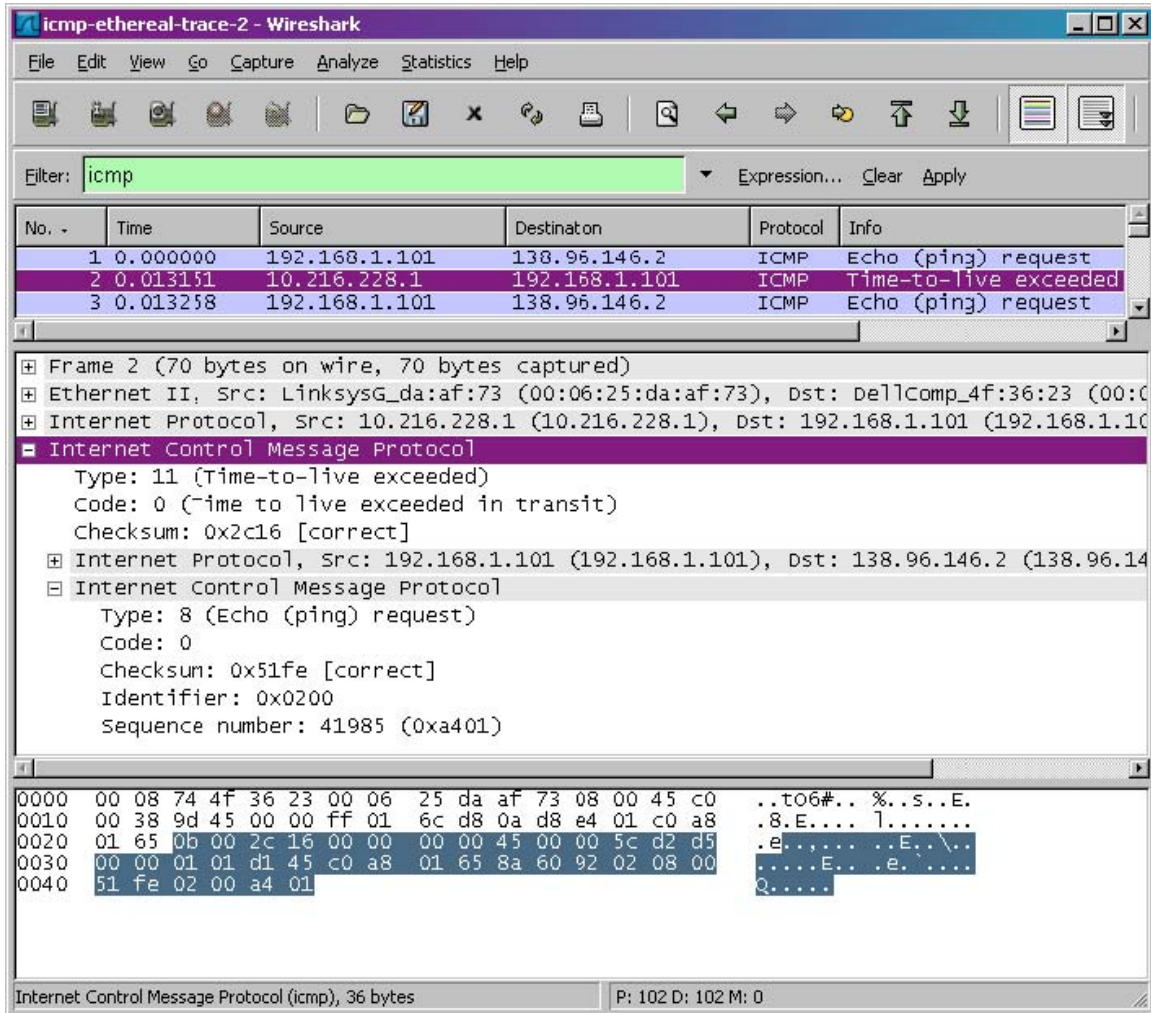 icmp-ethereal-trace-2 - Wireshark
File Edit View Go Capture Analyze Statistics Help
Filter: icmp Expression... Clear Apply
No. - Time Source Destinaton Protocol Info
1 0.000000 192.168.1.101 138.96.146.2 ICMP Echo (ping) request
2 0.013151 10.216.228.1 192.168.1.101 ICMP Time-to-live exceeded
3 0.013258 192.168.1.101 138.96.146.2 ICMP Echo (ping) request
Frame 2 (70 bytes on wire, 70 bytes captured)
Ethernet II, Src: LinksysG_da:af:73 (00:06:25:da:af:73), Dst: DellComp_4f:36:23 (00:0
Internet Protocol, Src: 10.216.228.1 (10.216.228.1), Dst: 192.168.1.101 (192.168.1.10
Internet Control Message Protocol
Type: 11 (Time-to-live exceeded)
Code: 0 (Time to live exceeded in transit)
Checksum: 0x2c16 [correct]
Internet Protocol, Src: 192.168.1.101 (192.168.1.101), Dst: 138.96.146.2 (138.96.14
Internet Control Message Protocol
Type: 8 (Echo (ping) request)
Code: 0
Checksum: 0x51fe [correct]
Identifier: 0x0200
Sequence number: 41985 (0xa401)
0000 00 08 74 4f 36 23 00 06 25 da af 73 08 00 45 c0 ..tO6#.. %..s..E.
0010 00 38 9d 45 00 00 ff 01 6c d8 0a d8 e4 01 c0 a8 .8.E.... l.......
0020 01 65 0b 00 2c 16 00 00 00 00 45 00 00 5c d2 d5 .e..,... ..E..\..
0030 00 00 01 01 d1 45 c0 a8 01 65 8a 60 92 02 08 00 .....E.. .e.`....
0040 51 fe 02 00 a4 01 Q.....
Internet Control Message Protocol (icmp), 36 bytes P: 102 D: 102 M: 0